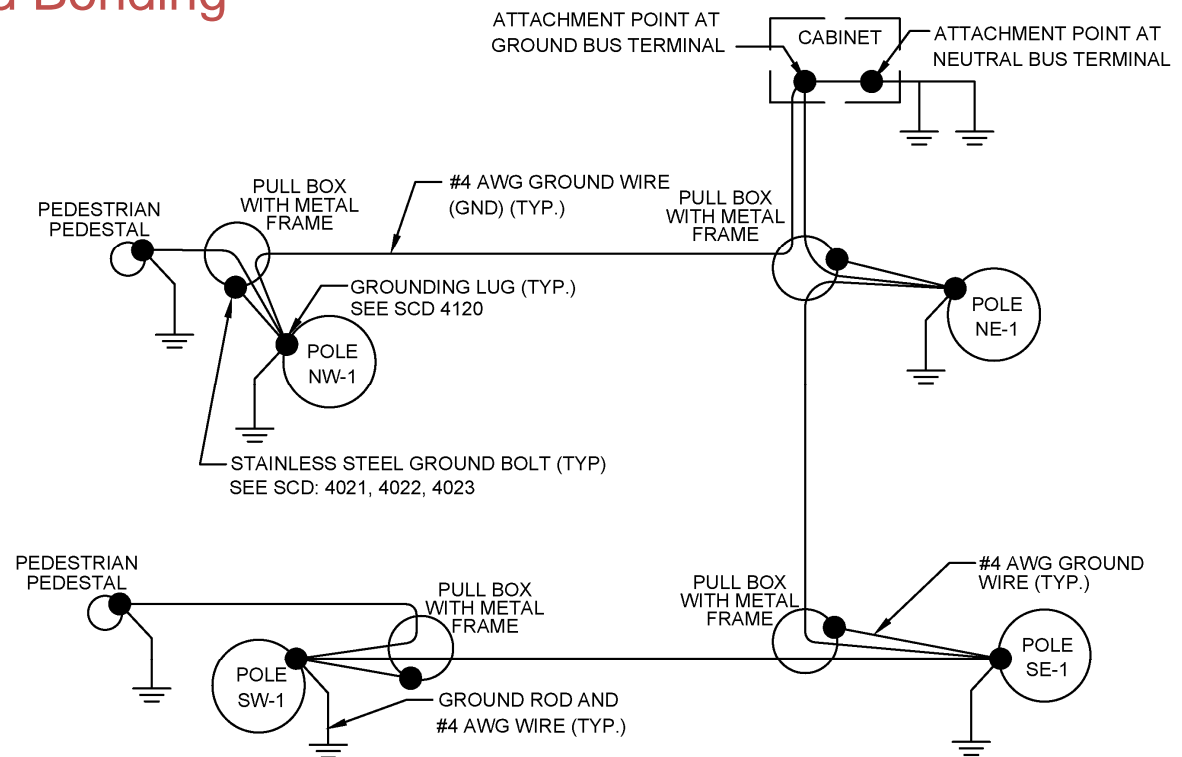 Bonding
ATTACHMENT POINT AT
GROUND BUS TERMINAL
CABINET
ATTACHMENT POINT AT
NEUTRAL BUS TERMINAL
PULL BOX
WITH METAL
FRAME
#4 AWG GROUND WIRE
(GND) (TYP.)
PULL BOX
WITH METAL
FRAME
PEDESTRIAN
PEDESTAL
GROUNDING LUG (TYP.)
SEE SCD 4120
POLE
NE-1
POLE
NW-1
STAINLESS STEEL GROUND BOLT (TYP)
SEE SCD: 4021, 4022, 4023
PEDESTRIAN
PEDESTAL
PULL BOX
WITH METAL
FRAME
PULL BOX
WITH METAL
FRAME
#4 AWG GROUND
WIRE (TYP.)
POLE
SW-1
POLE
SE-1
GROUND ROD AND
#4 AWG WIRE (TYP.)